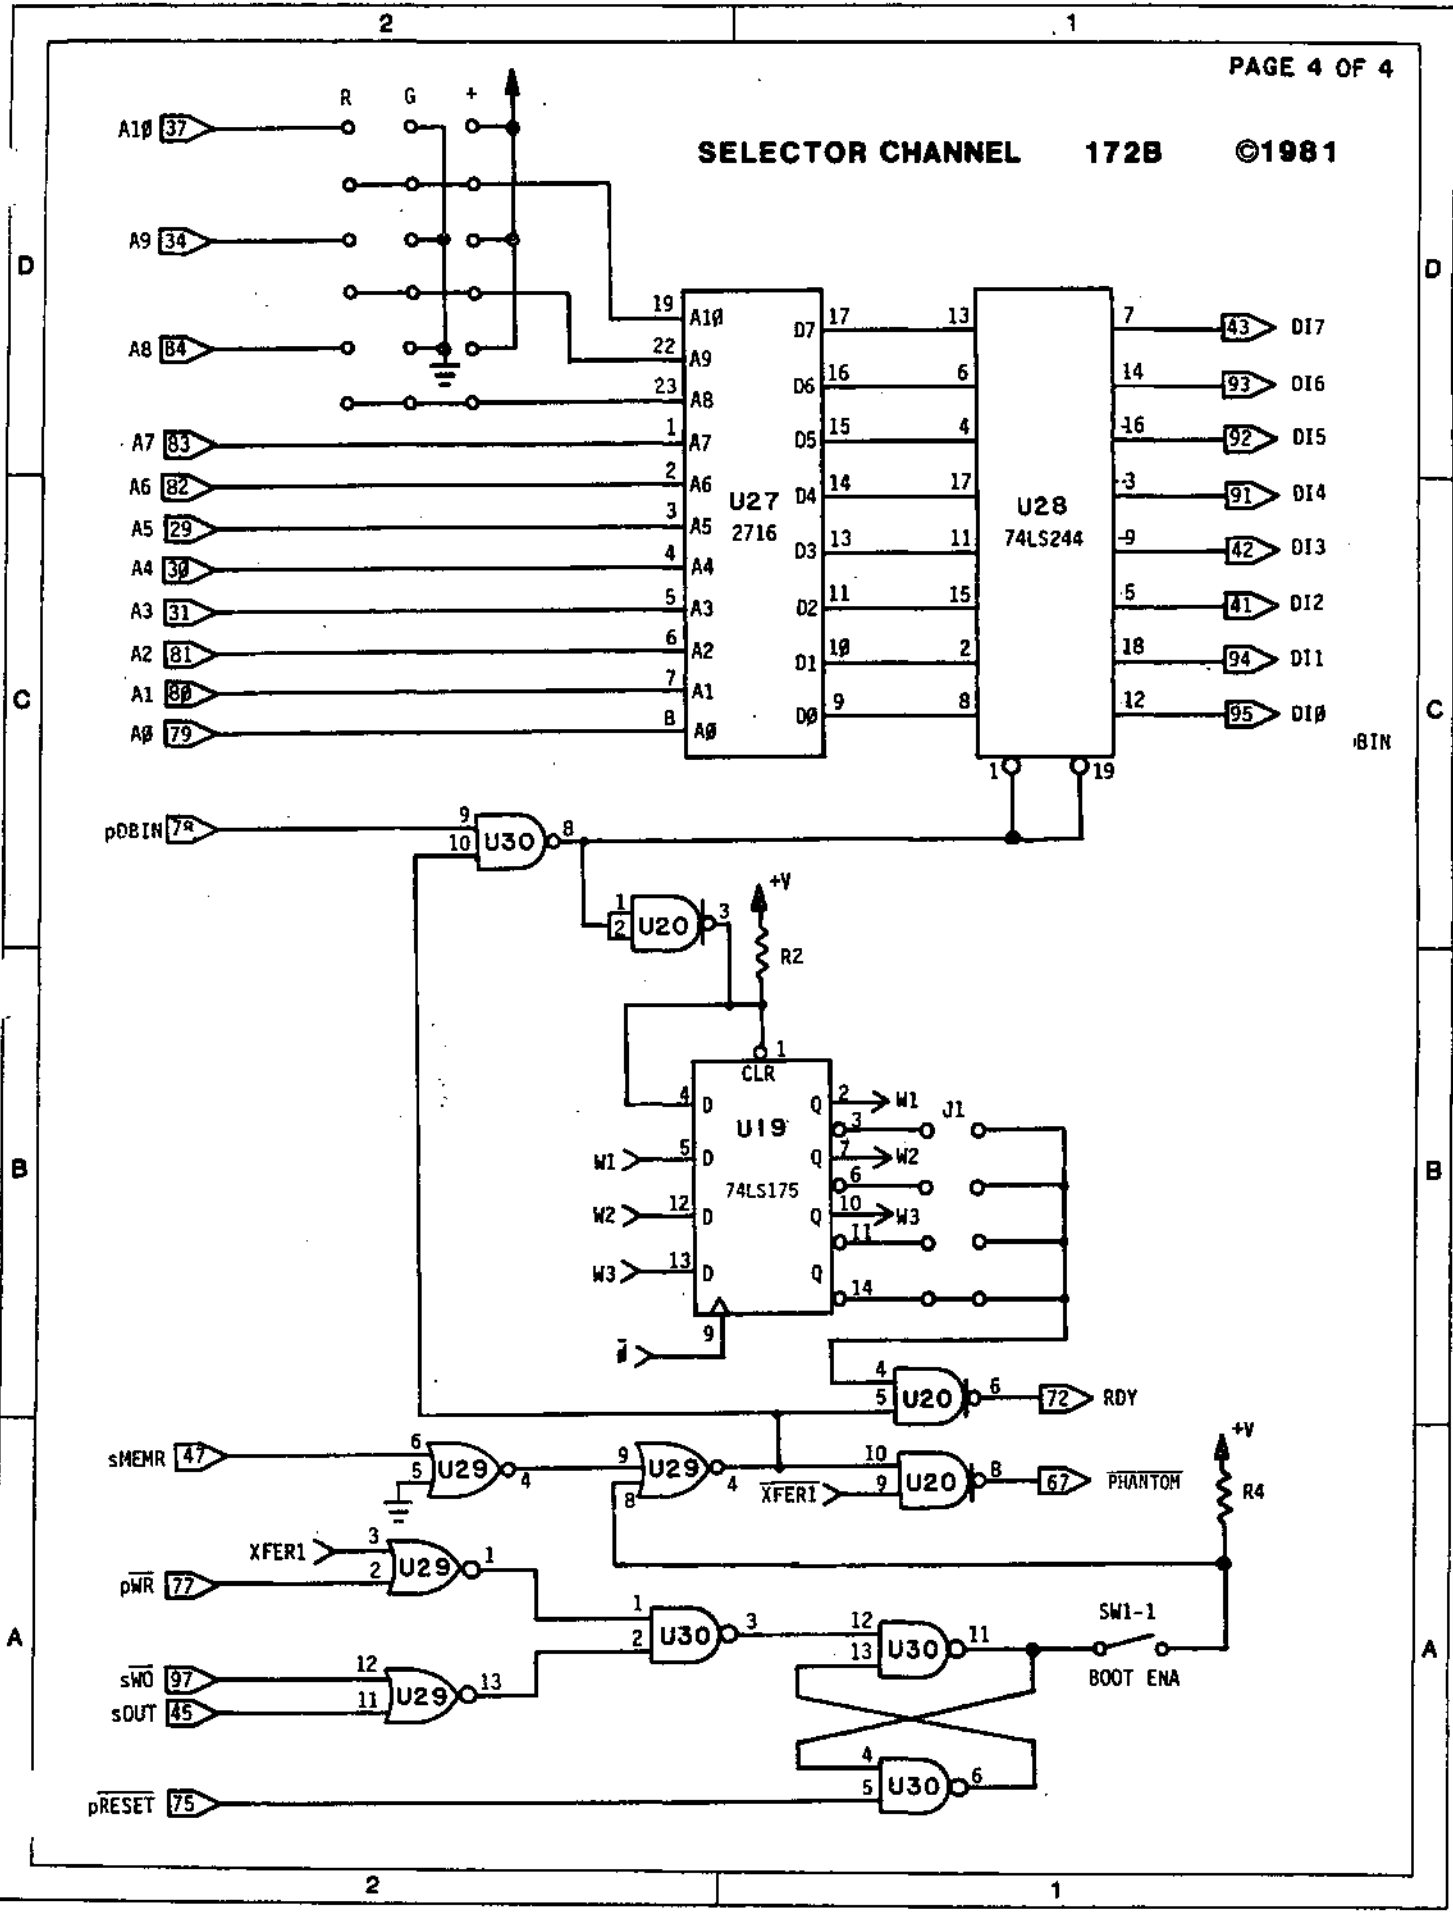 2 1
PAGE 4 OF 4
SELECTOR CHANNEL 172B ©1981
R G +
A1Ø 37
A9 34
D D
A8 84
19 A1Ø D7 17 13 7 43 DI7
22 A9
23 A8 D6 16 6 14 93 DI6
A7 83 1 A7 D5 15 4 16 92 DI5
A6 82 2 A6 D4 14 17 3 91 DI4
U27
2716
U28
74LS244
A5 29 3 A5
A4 3Ø 4 A4 D3 13 11 9 42 DI3
A3 31 5 A3 D2 11 15 5 41 DI2
A2 81 6 A2 D1 1Ø 2 18 94 DI1
A1 8Ø 7 A1
C C
AØ 79 8 AØ DØ 9 8 12 95 DIØ
BIN
1 19
pDBIN 78 9 10 U30 8
+V
1 2 U20 3
R2
1
CLR
4 D Q 2 W1
U19
3 J1
W1 5 D Q 7 W2
B B
74LS175
6
W2 12 D Q 10 W3
11
W3 13 D Q
14
9
Ø
4 5 U20 6 72 RDY
+V
sMEMR 47 6 5 U29 4 9 8 U29 4 10 9 U20 8 67 PHANTOM
XFER1
R4
XFER1 3
pWR 77 2 U29 1
1 2 U30 3 12 13 U30 11 SW1-1
BOOT ENA
A A
sWO 97 12
sOUT 45 11 U29 13
4 5 U30 6
pRESET 75
2 1